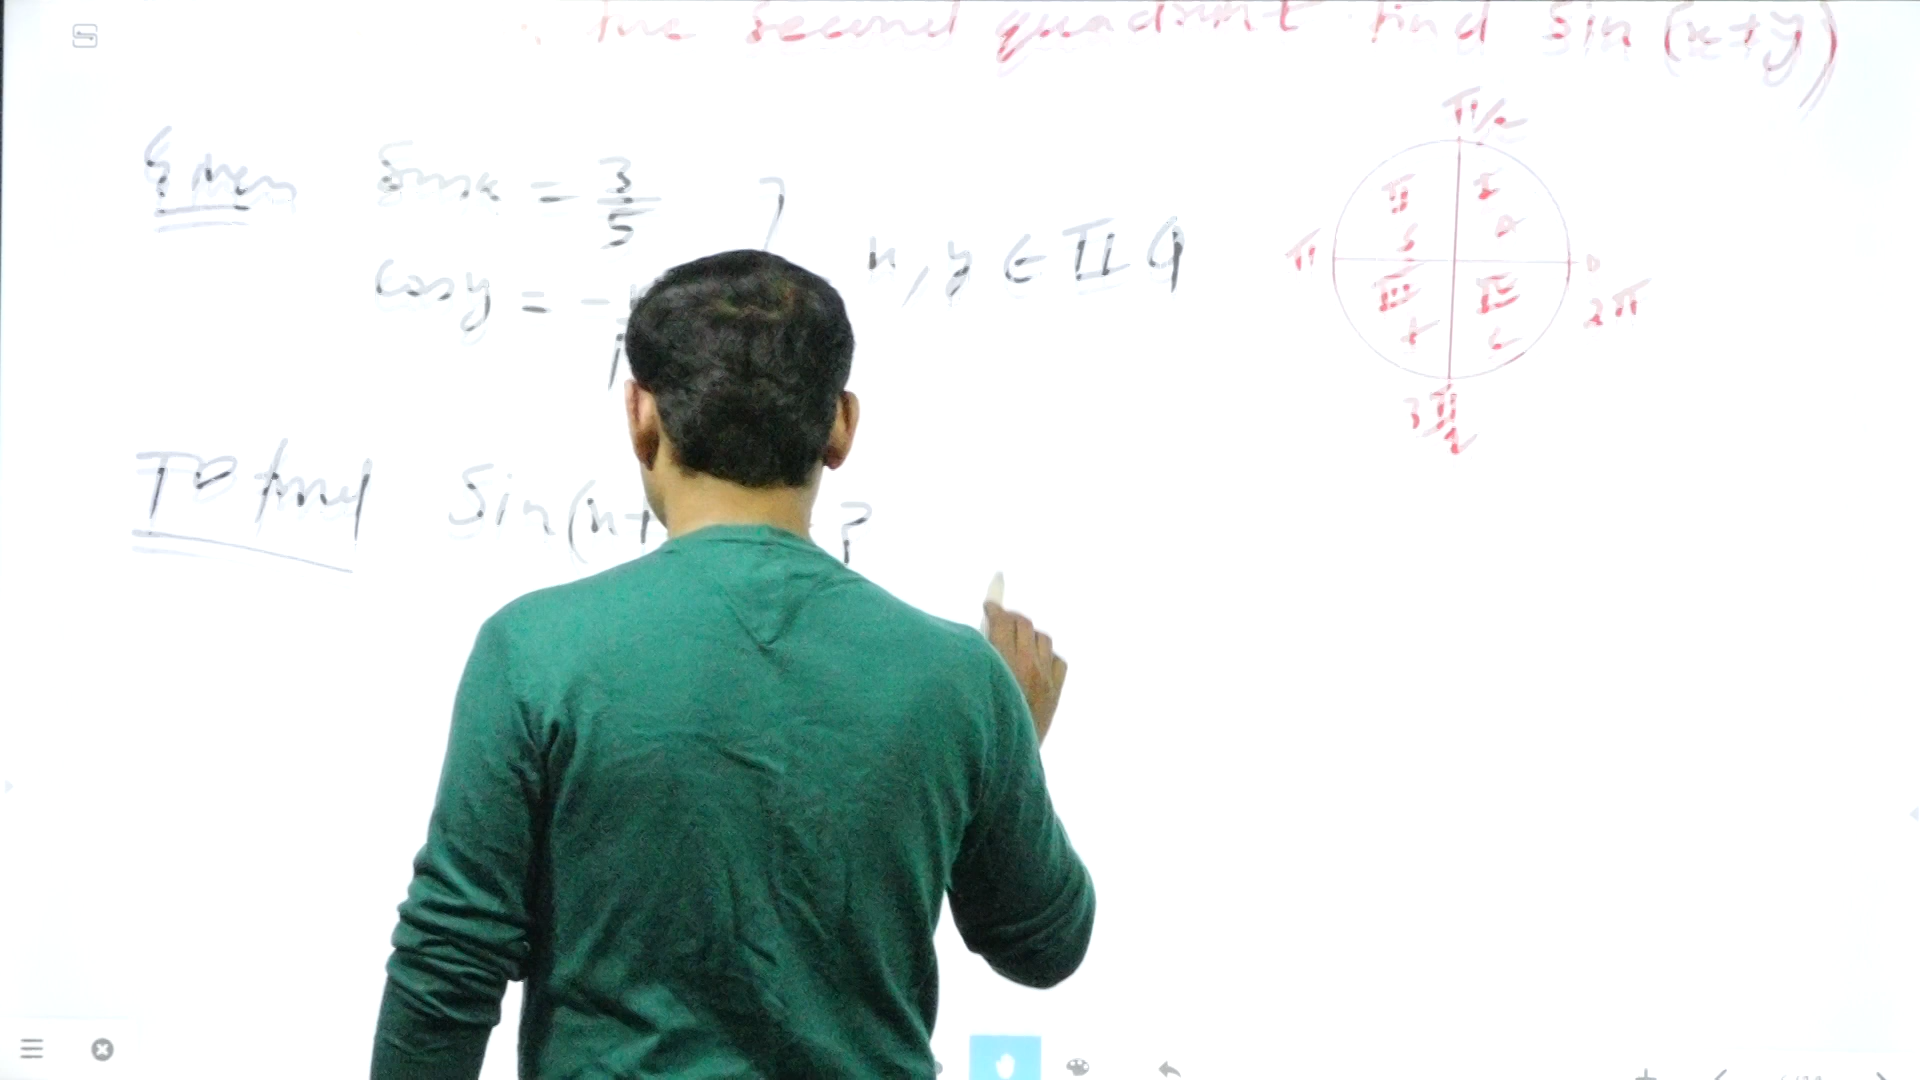 the second quadrant find Sin (x+y)
Given Sinx = 3/5
Cosy = -
x, y ∈ II Q
To find Sin(x+ ?
π/2
II I
S A
π 0
III IV
2π
t C
3π/2